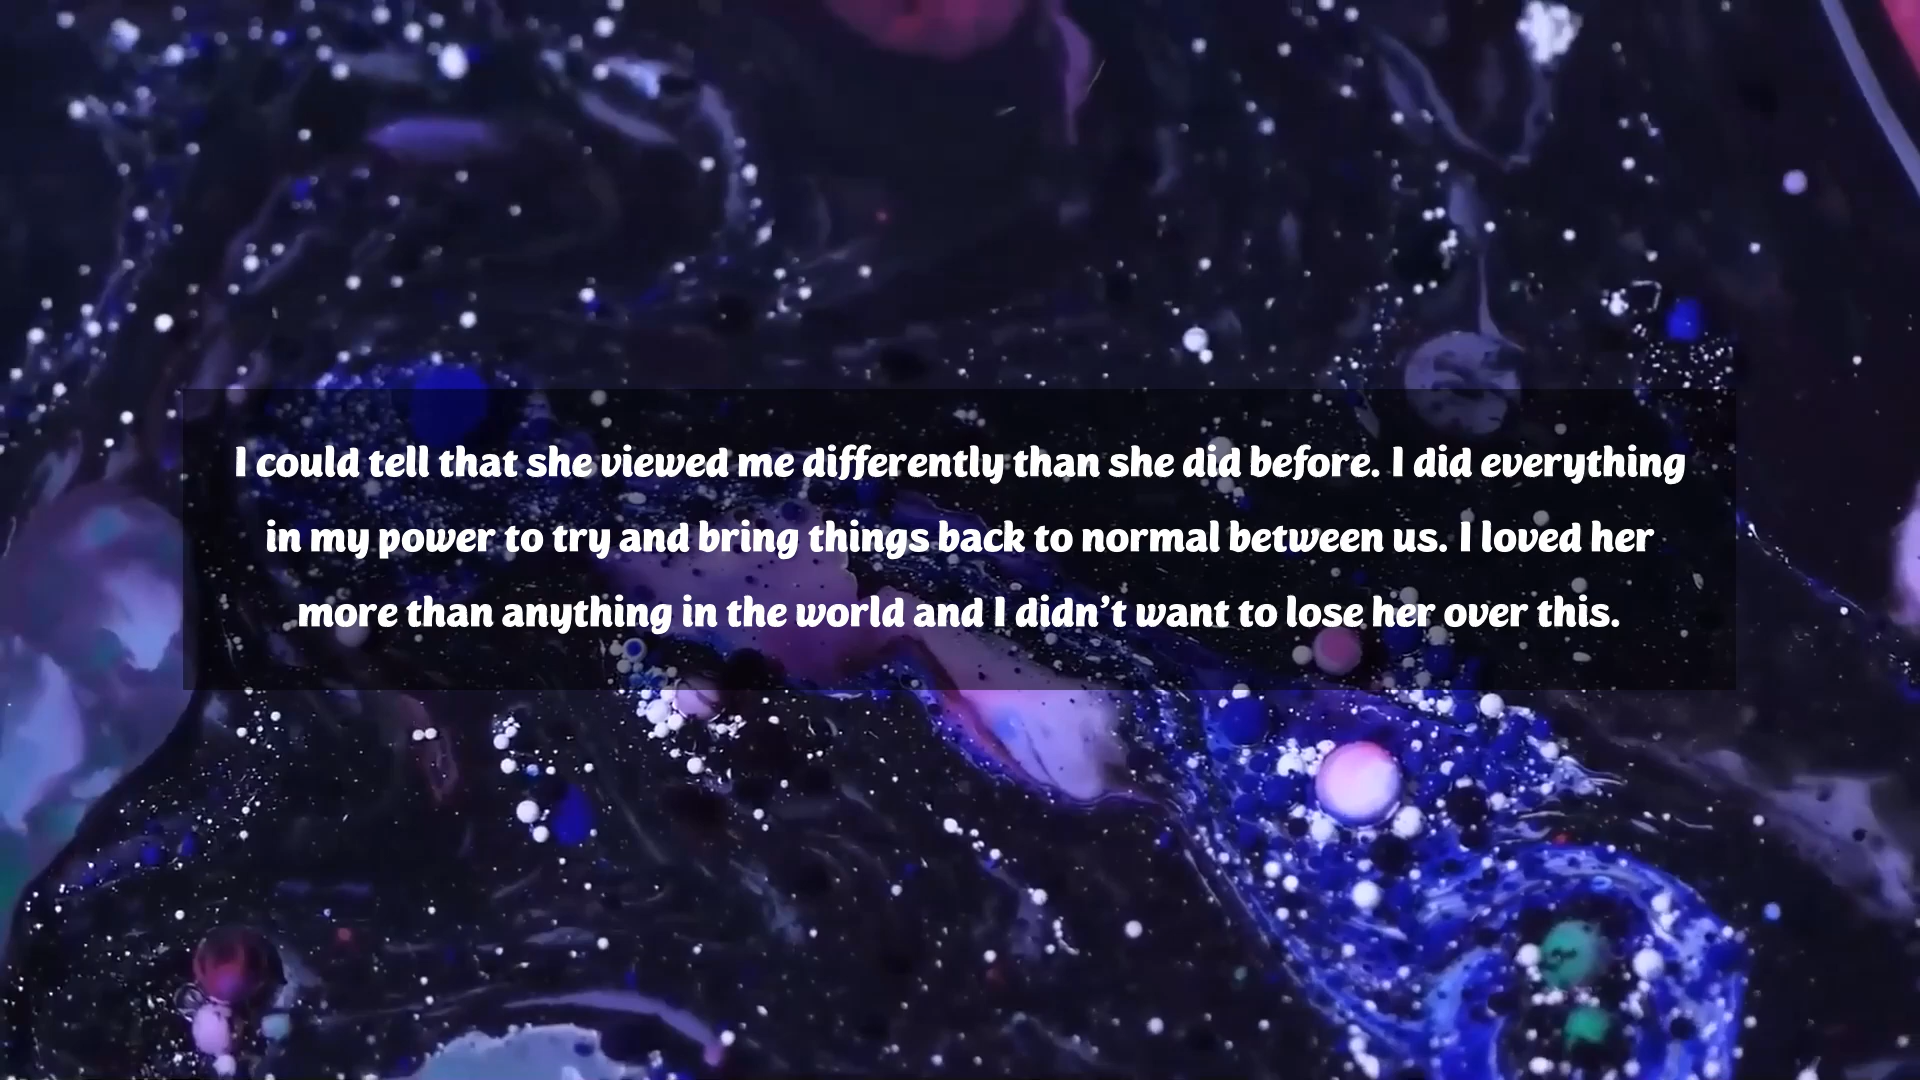 I could tell that she viewed me differently than she did before. I did everything
in my power to try and bring things back to normal between us. I loved her
more than anything in the world and I didn’t want to lose her over this.